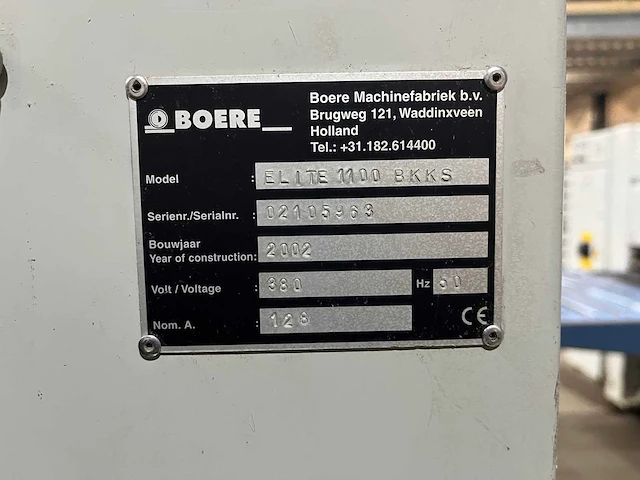 BOERE
Boere Machinefabriek b.v.
Brugweg 121, Waddinxveen
Holland
Tel.: +31.182.614400
Model : ELITE 1100 BKKS
Serienr./Serialnr. : 02105963
Bouwjaar
Year of construction: 2002
Volt / Voltage : 380 Hz 50
Nom. A. : 128 CE